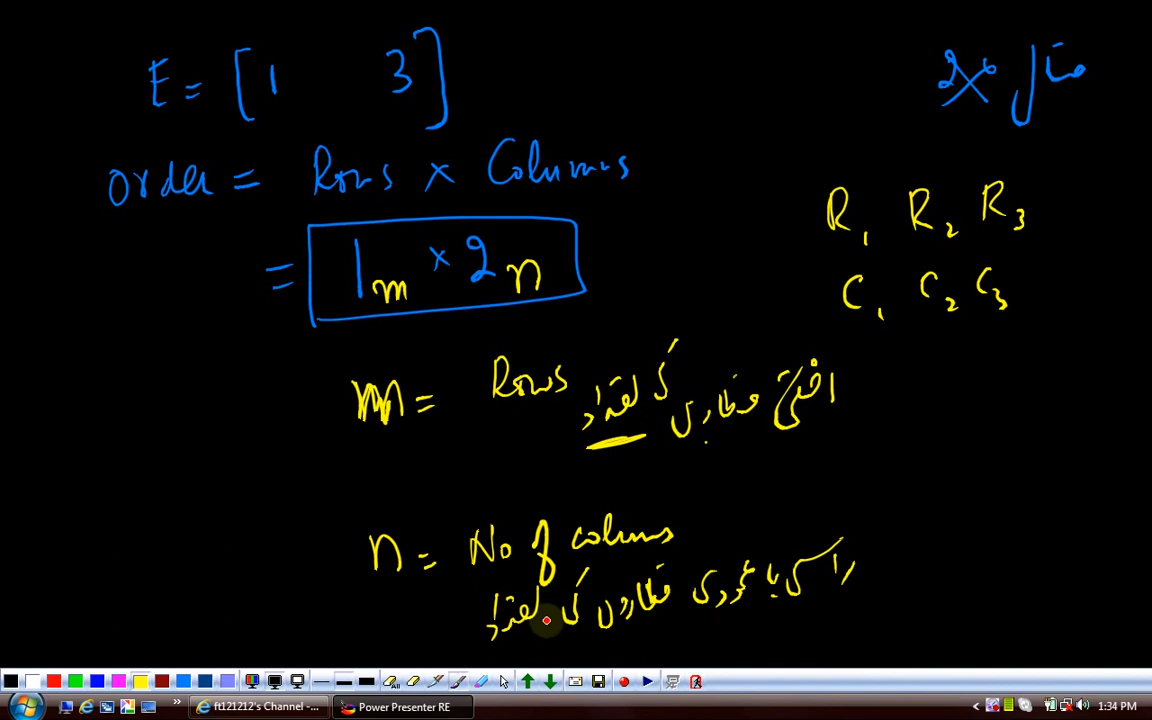 مثال
E = [1 3]
order = Rows × Columns
R1 R2 R3
= 1m × 2n
C1 C2 C3
m = Rows افقی قطاروں کی تعداد
n = No of columns
راسی یا عمودی قطاروں کی تعداد
ft121212's Channel - ...
Power Presenter RE
1:34 PM